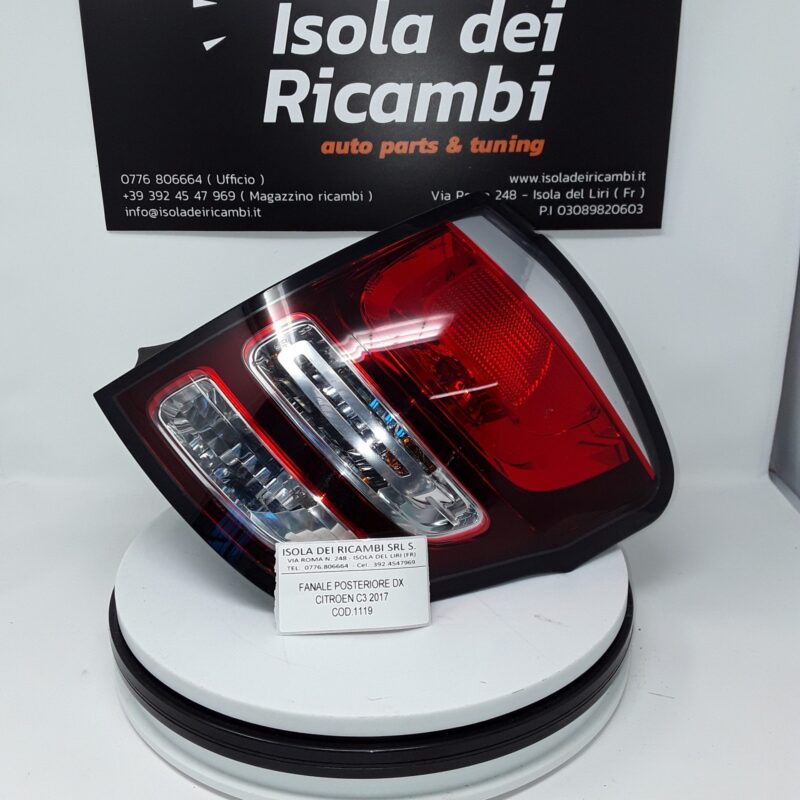 Isola dei
Ricambi
auto parts & tuning
0776 806664 ( Ufficio )
+39 392 45 47 969 ( Magazzino ricambi )
info@isoladeiricambi.it
www.isoladeiricambi.it
Via Roma 248 - Isola del Liri ( Fr )
P.I 03089820603
ISOLA DEI RICAMBI SRL S.
VIA ROMA N. 248 - ISOLA DEL LIRI (FR)
TEL. 0776.806664 - Cel. 392.4547969
FANALE POSTERIORE DX
CITROEN C3 2017
COD.1119